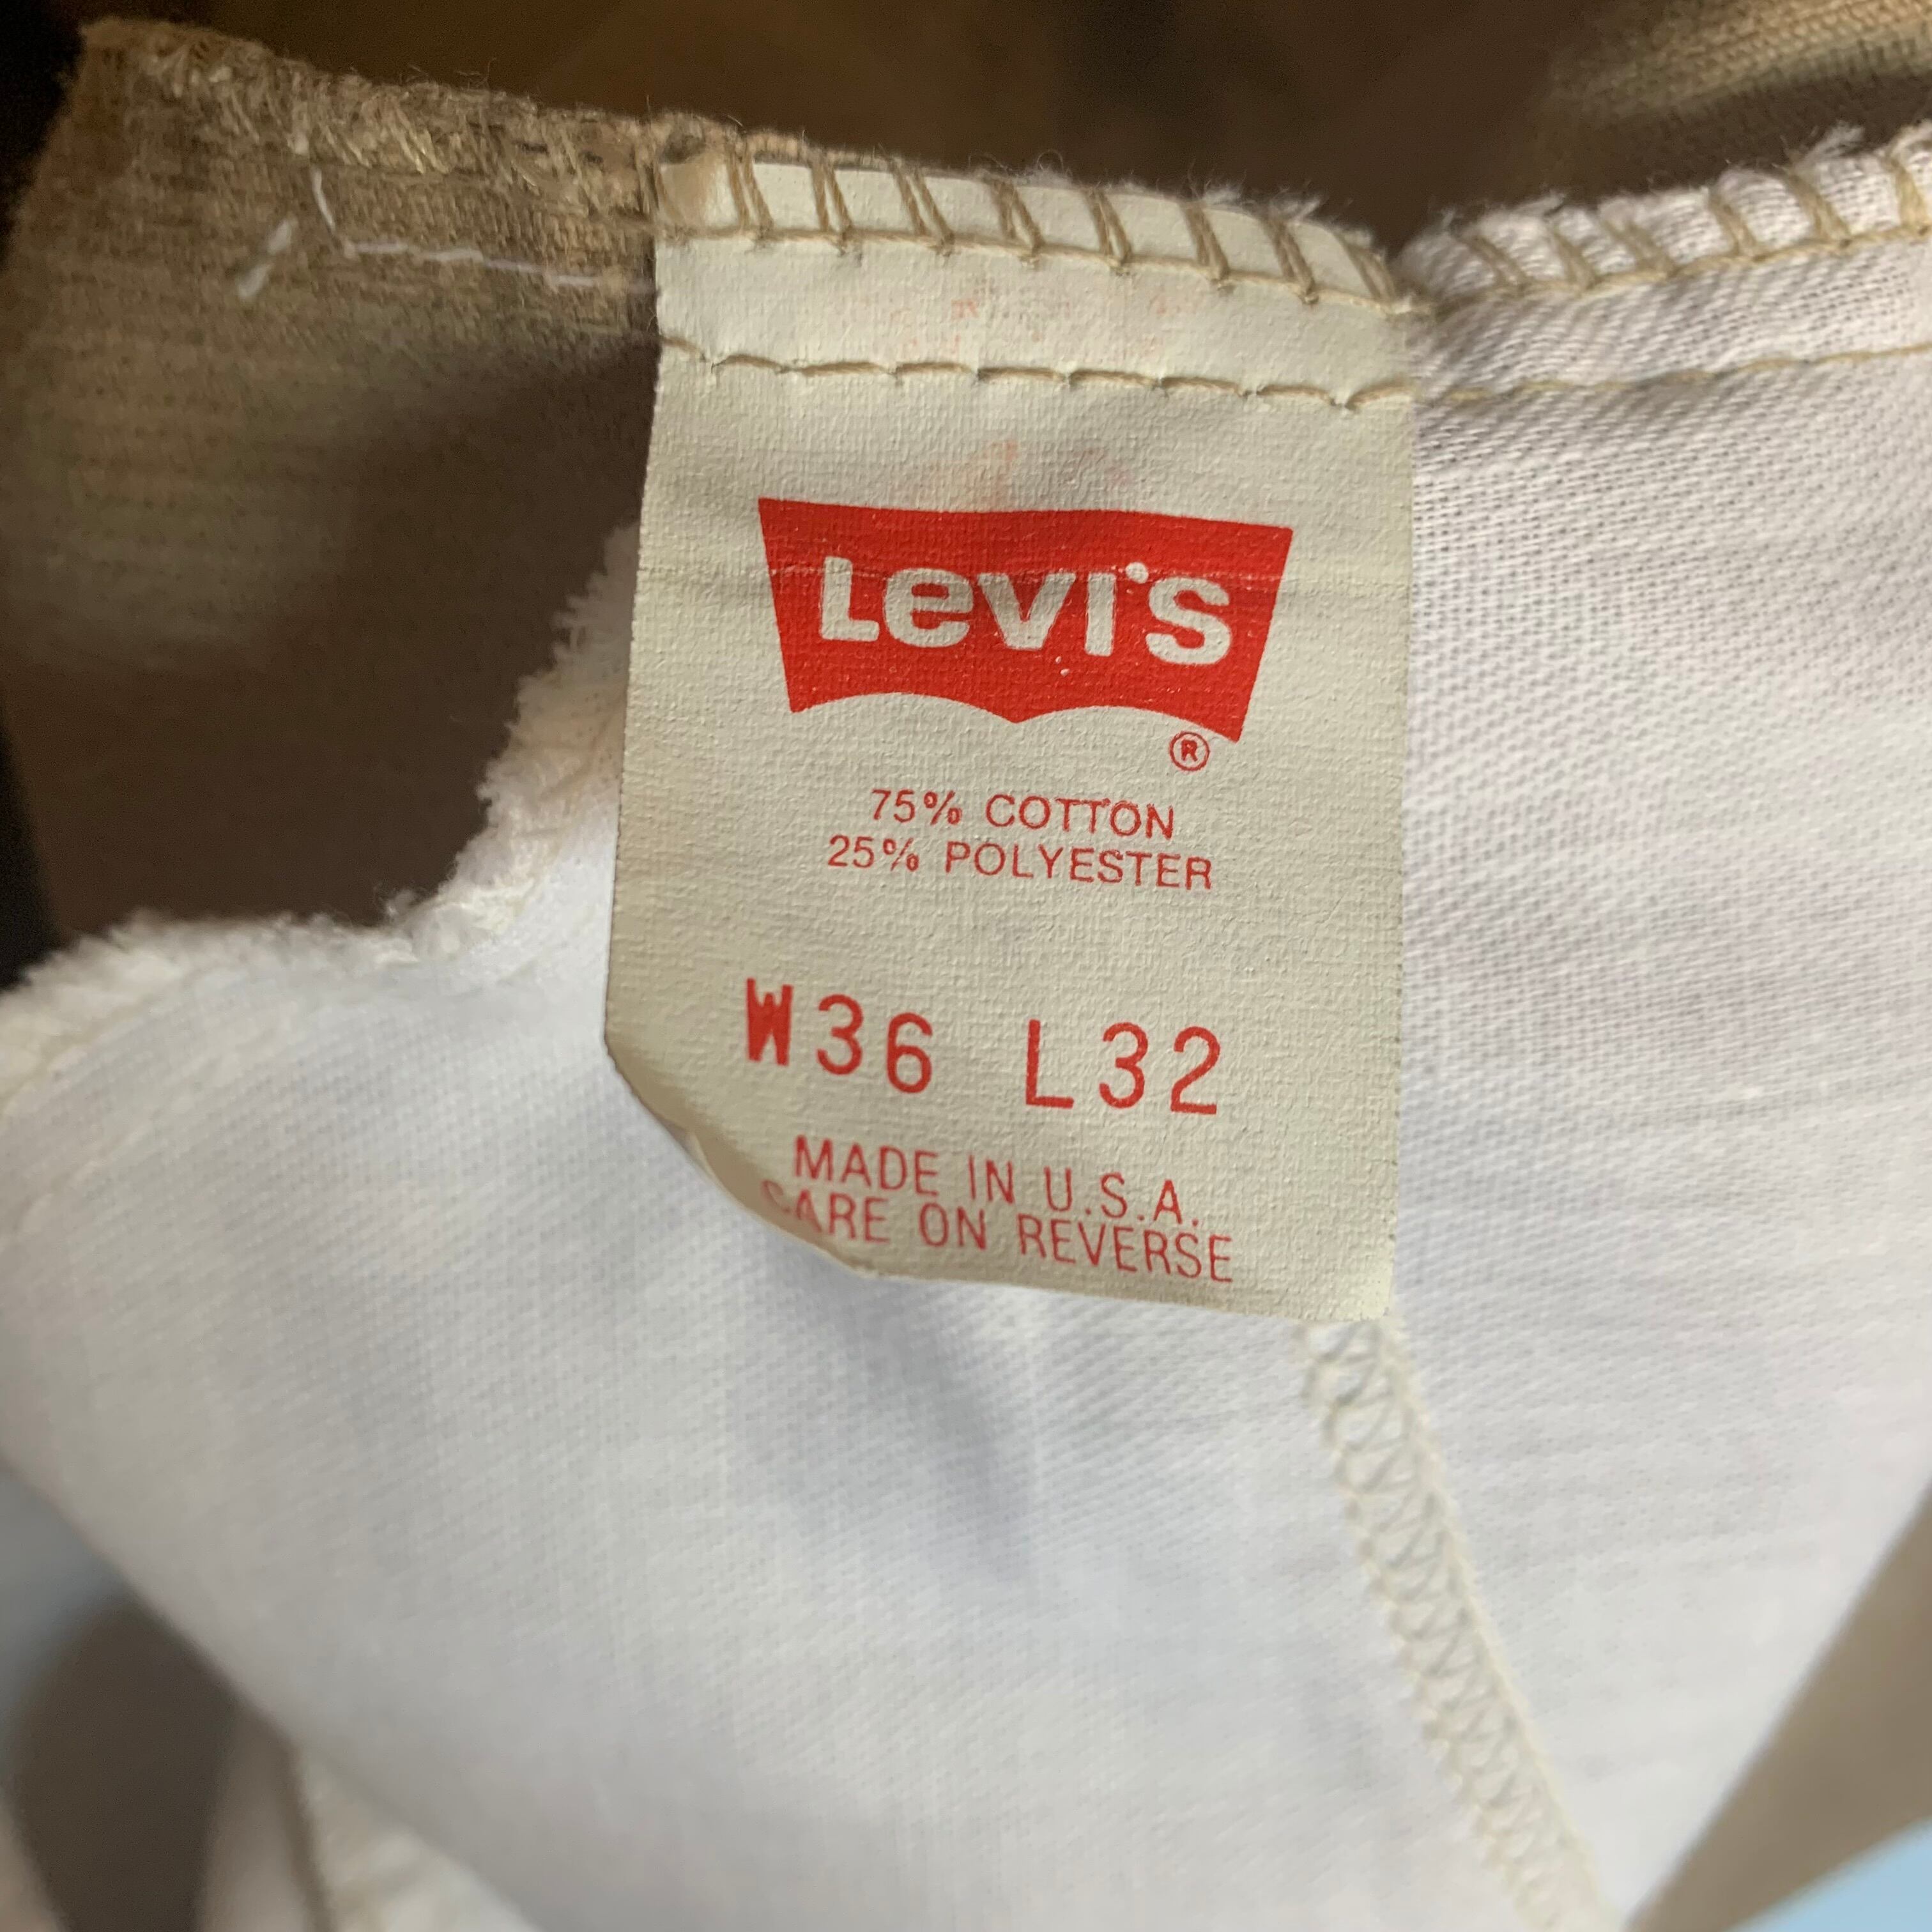 Levi's
®
75% COTTON
25% POLYESTER
W36 L32
MADE IN U.S.A.
CARE ON REVERSE